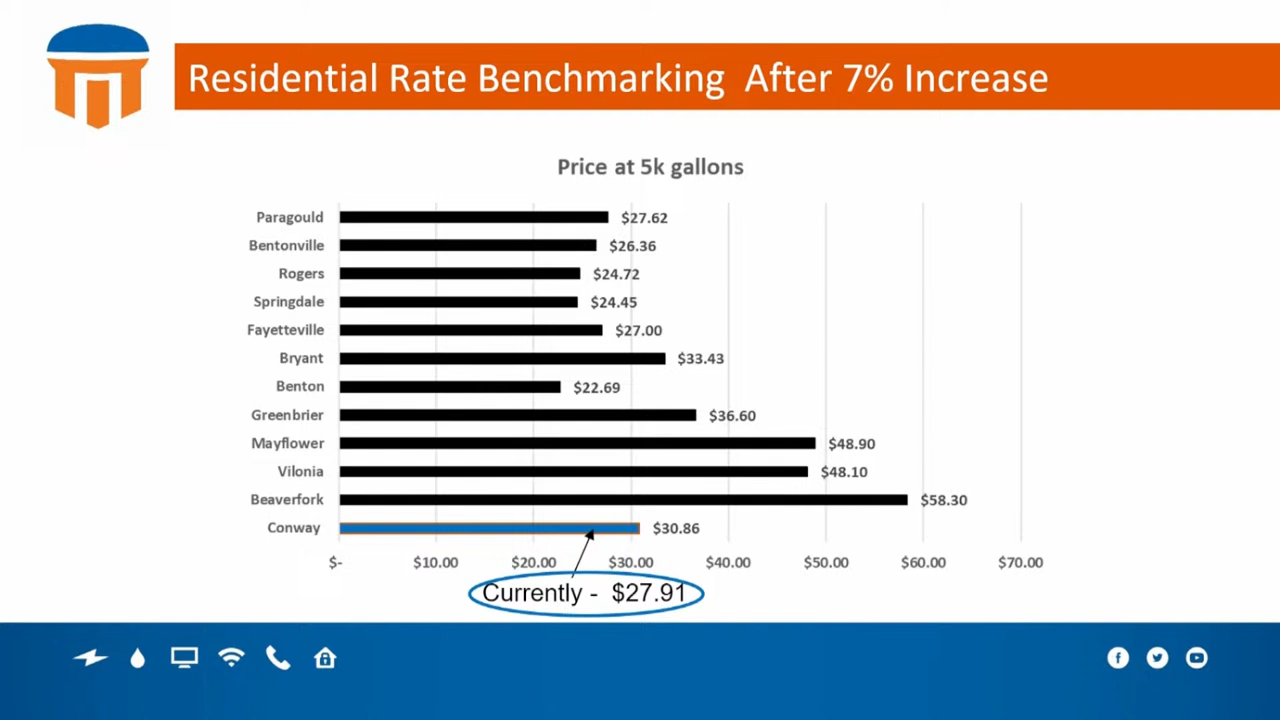 Residential Rate Benchmarking After 7% Increase
Price at 5k gallons
Paragould $27.62
Bentonville $26.36
Rogers $24.72
Springdale $24.45
Fayetteville $27.00
Bryant $33.43
Benton $22.69
Greenbrier $36.60
Mayflower $48.90
Vilonia $48.10
Beaverfork $58.30
Conway $30.86
$- $10.00 $20.00 $30.00 $40.00 $50.00 $60.00 $70.00
Currently - $27.91